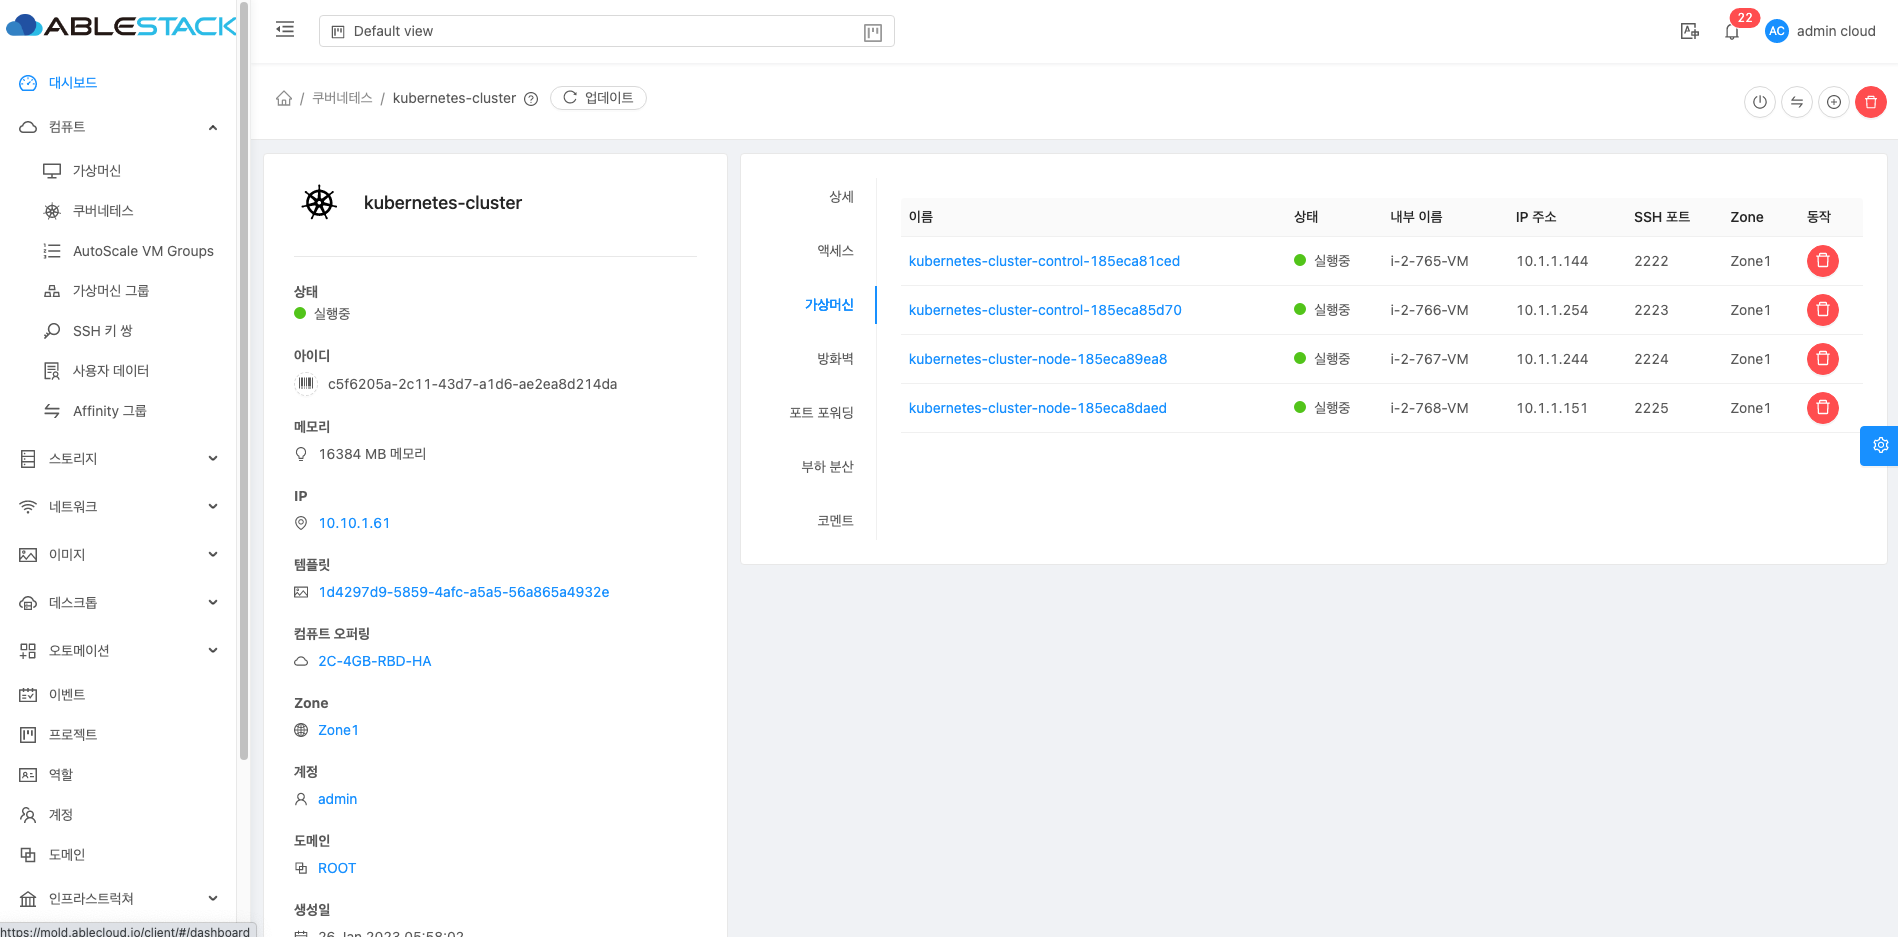 ABLESTACK
Default view
22
AC admin cloud
대시보드
컴퓨트
가상머신
쿠버네티스
AutoScale VM Groups
가상머신 그룹
SSH 키 쌍
사용자 데이터
Affinity 그룹
스토리지
네트워크
이미지
데스크톱
오토메이션
이벤트
프로젝트
역할
계정
도메인
인프라스트럭쳐
https://mold.ablecloud.io/client/#/dashboard
/ 쿠버네티스 / kubernetes-cluster 업데이트
kubernetes-cluster
상태
실행중
아이디
c5f6205a-2c11-43d7-a1d6-ae2ea8d214da
메모리
16384 MB 메모리
IP
10.10.1.61
템플릿
1d4297d9-5859-4afc-a5a5-56a865a4932e
컴퓨트 오퍼링
2C-4GB-RBD-HA
Zone
Zone1
계정
admin
도메인
ROOT
생성일
26 Jan 2023 05:58:02
상세
액세스
가상머신
방화벽
포트 포워딩
부하 분산
코멘트
이름 상태 내부 이름 IP 주소 SSH 포트 Zone 동작
kubernetes-cluster-control-185eca81ced 실행중 i-2-765-VM 10.1.1.144 2222 Zone1
kubernetes-cluster-control-185eca85d70 실행중 i-2-766-VM 10.1.1.254 2223 Zone1
kubernetes-cluster-node-185eca89ea8 실행중 i-2-767-VM 10.1.1.244 2224 Zone1
kubernetes-cluster-node-185eca8daed 실행중 i-2-768-VM 10.1.1.151 2225 Zone1